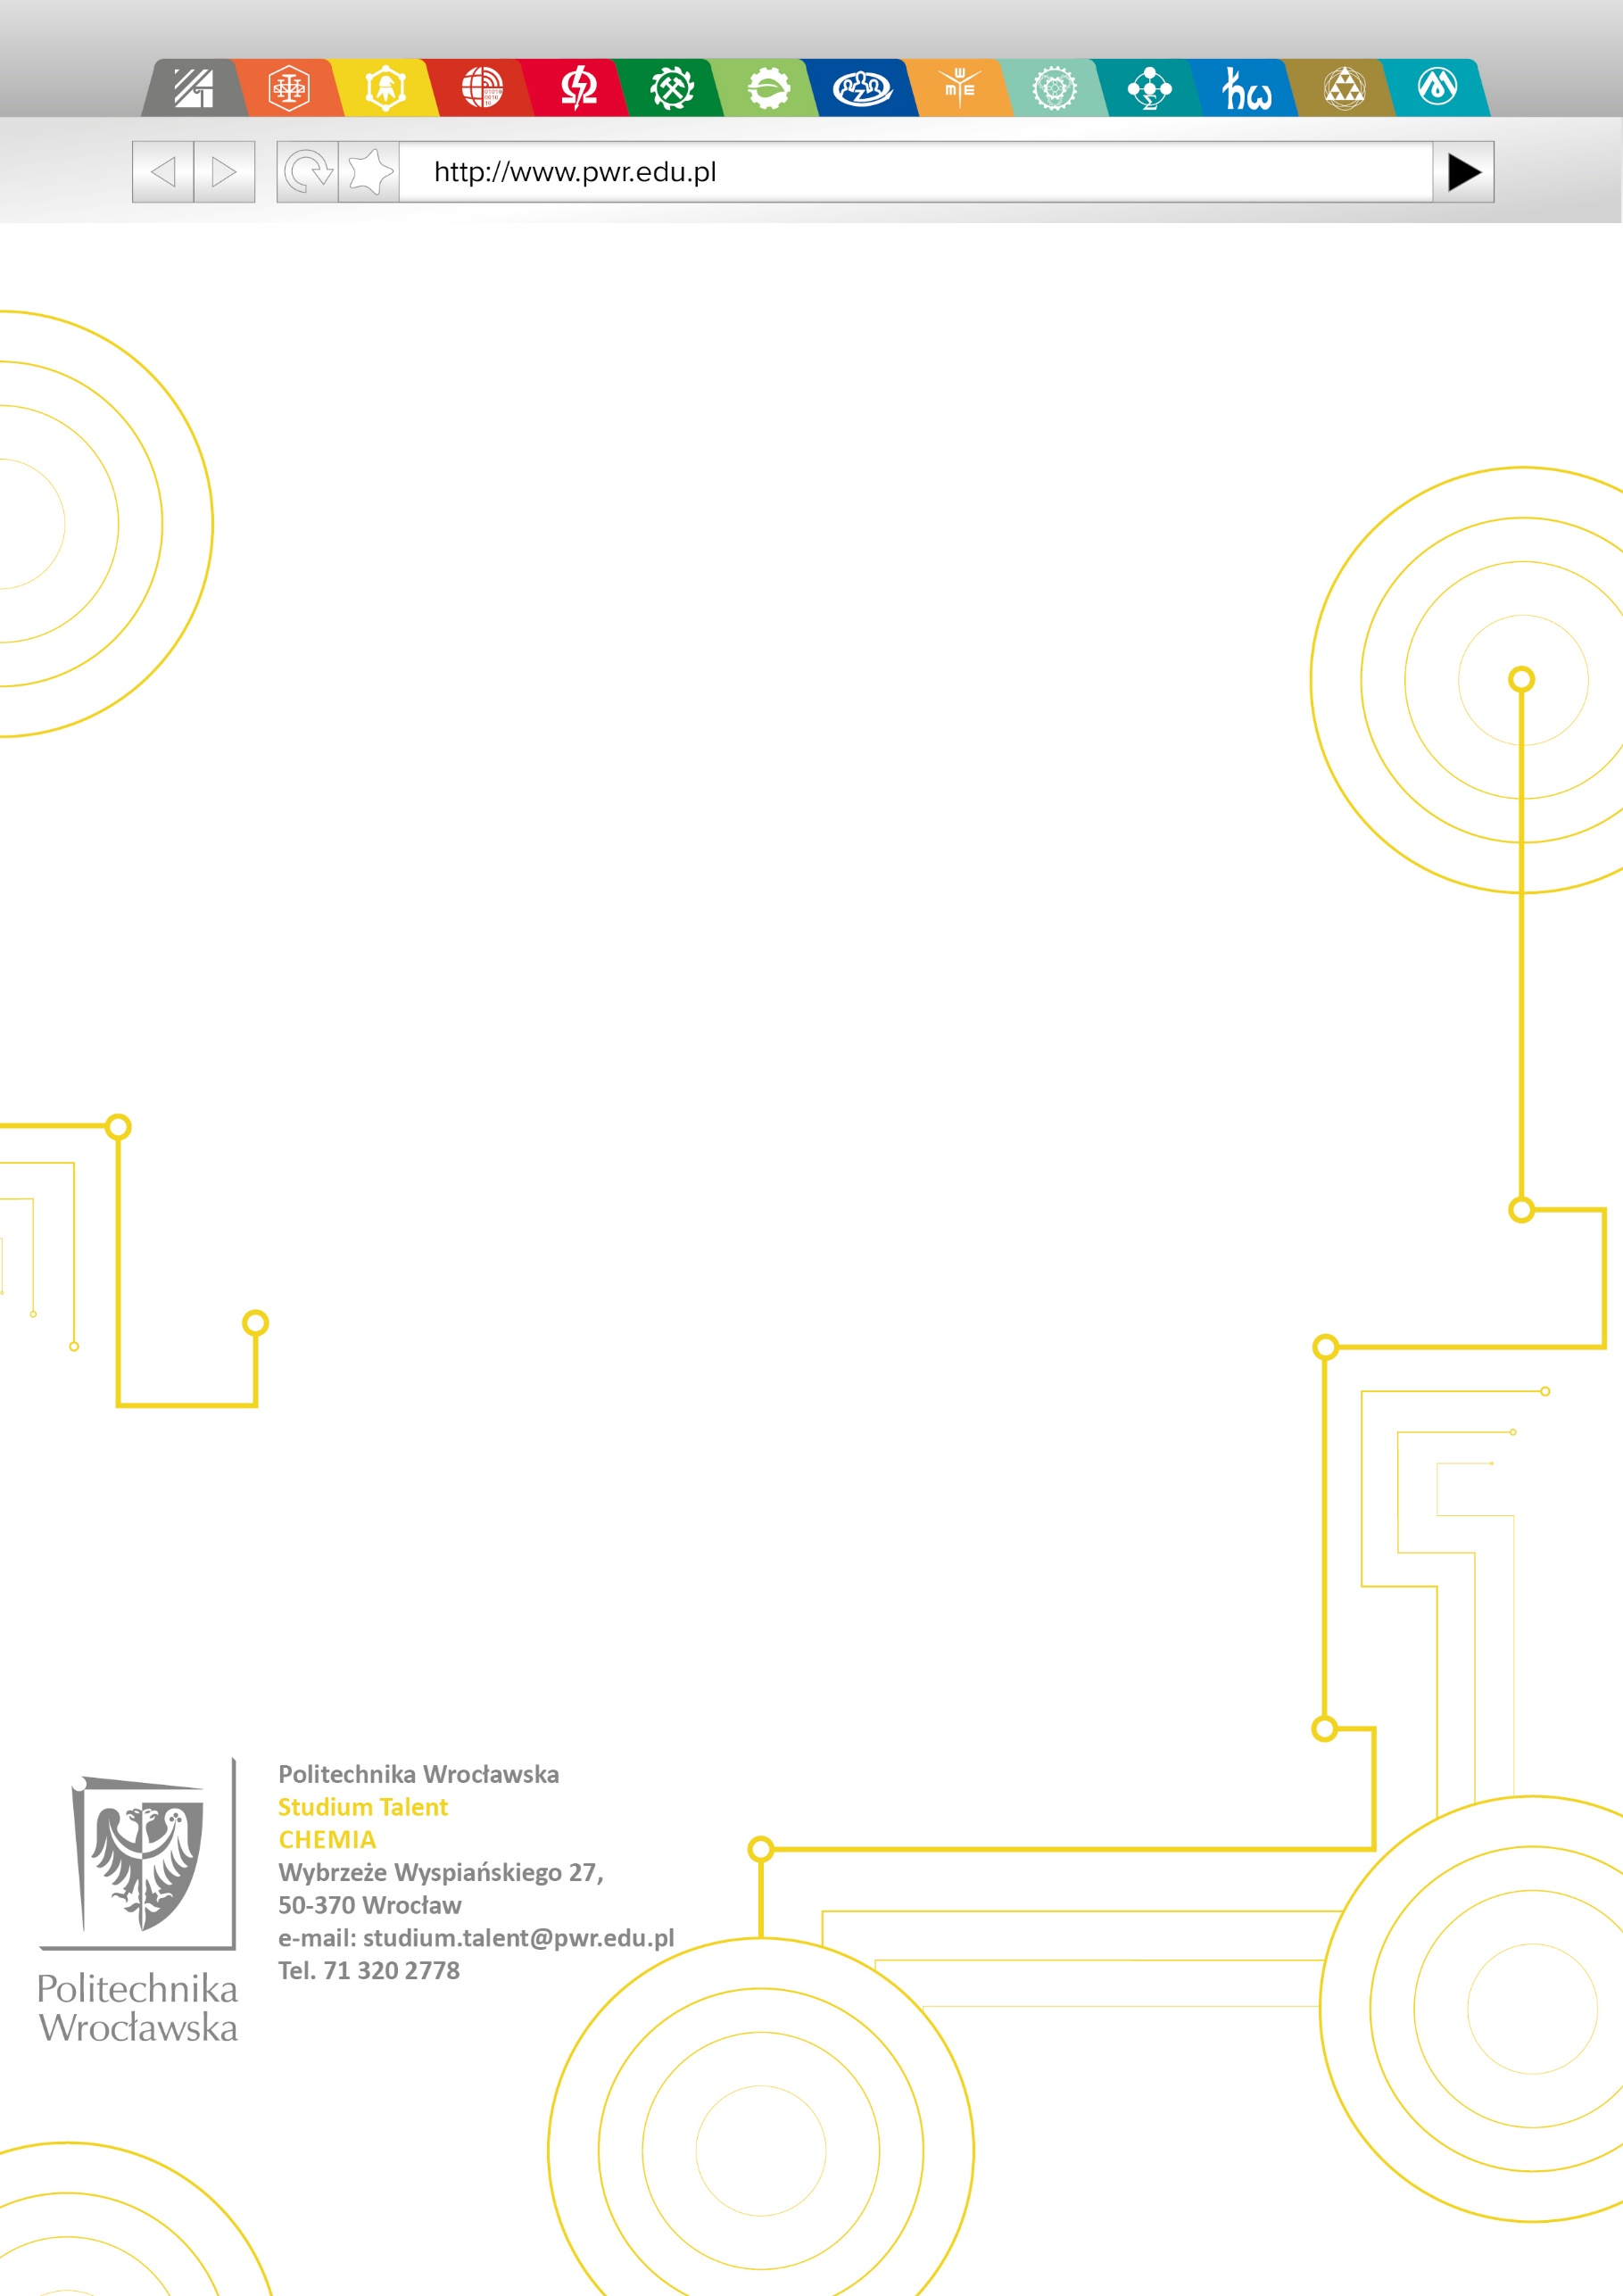 W
M E
ħω
http://www.pwr.edu.pl
Politechnika Wrocławska
Studium Talent
CHEMIA
Wybrzeże Wyspiańskiego 27,
50-370 Wrocław
e-mail: studium.talent@pwr.edu.pl
Tel. 71 320 2778
Politechnika
Wrocławska